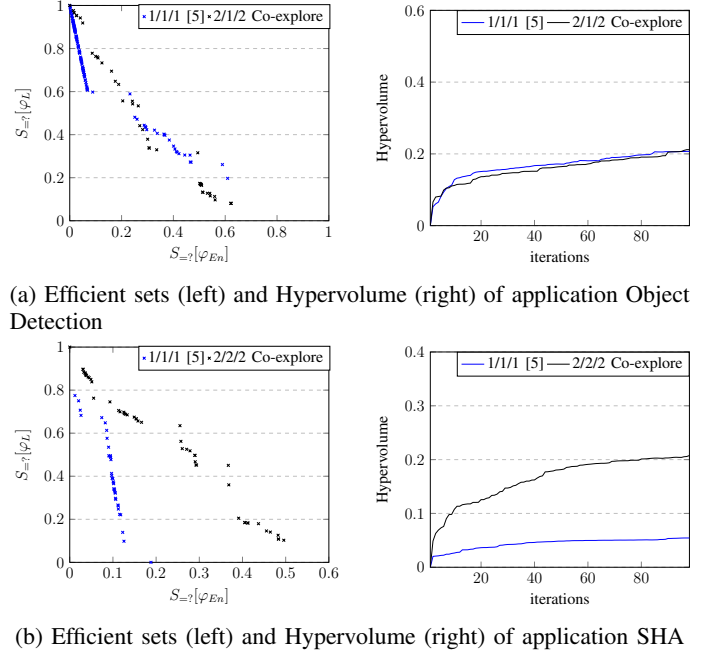 1/1/1 [5] 2/1/2 Co-explore
1
0.8
0.6
0.4
0.2
0
0 0.2 0.4 0.6 0.8 1
S=?[φL]
S=?[φEn]
1/1/1 [5] 2/1/2 Co-explore
0.4
0.2
0
20 40 60 80
Hypervolume
iterations
(a) Efficient sets (left) and Hypervolume (right) of application Object
Detection
1/1/1 [5] 2/2/2 Co-explore
1
0.8
0.6
0.4
0.2
0
0 0.1 0.2 0.3 0.4 0.5 0.6
S=?[φL]
S=?[φEn]
1/1/1 [5] 2/2/2 Co-explore
0.4
0.3
0.2
0.1
0
20 40 60 80
Hypervolume
iterations
(b) Efficient sets (left) and Hypervolume (right) of application SHA